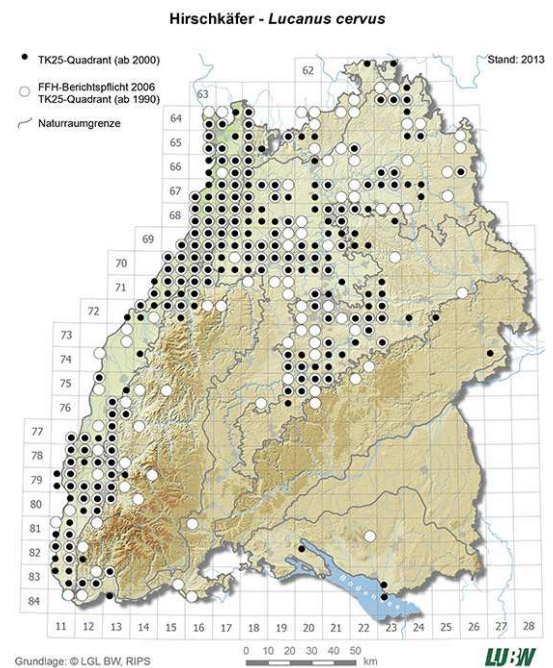 Hirschkäfer - Lucanus cervus
TK25-Quadrant (ab 2000)
FFH-Berichtspflicht 2006
TK25-Quadrant (ab 1990)
Naturraumgrenze
Stand: 2013
62
63
64
65
66
67
68
69
70
71
72
73
74
75
76
77
78
79
80
81
82
83
84
Bodensee
11 12 13 14 15 16 17 18 19 20 21 22 23 24 25 26 27 28
Grundlage: © LGL BW, RIPS
0 10 20 30 40 50
km
LUBW